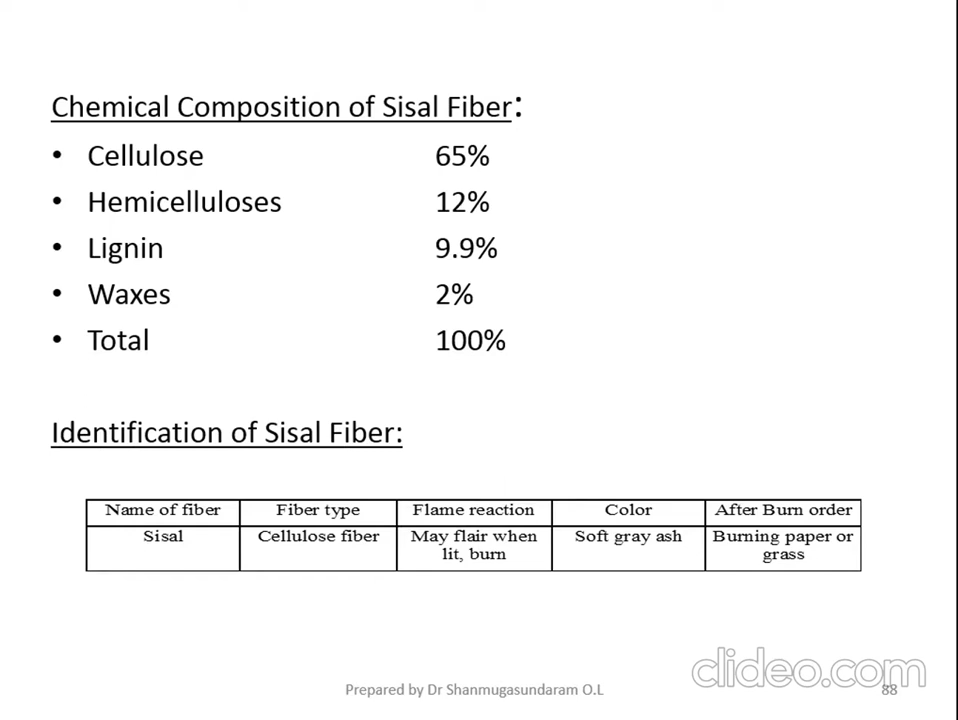 Chemical Composition of Sisal Fiber:
• Cellulose 65%
• Hemicelluloses 12%
• Lignin 9.9%
• Waxes 2%
• Total 100%
Identification of Sisal Fiber:
Name of fiber Fiber type Flame reaction Color After Burn order
Sisal Cellulose fiber May flair when Soft gray ash Burning paper or
lit, burn grass
clideo.com
Prepared by Dr Shanmugasundaram O.L 88